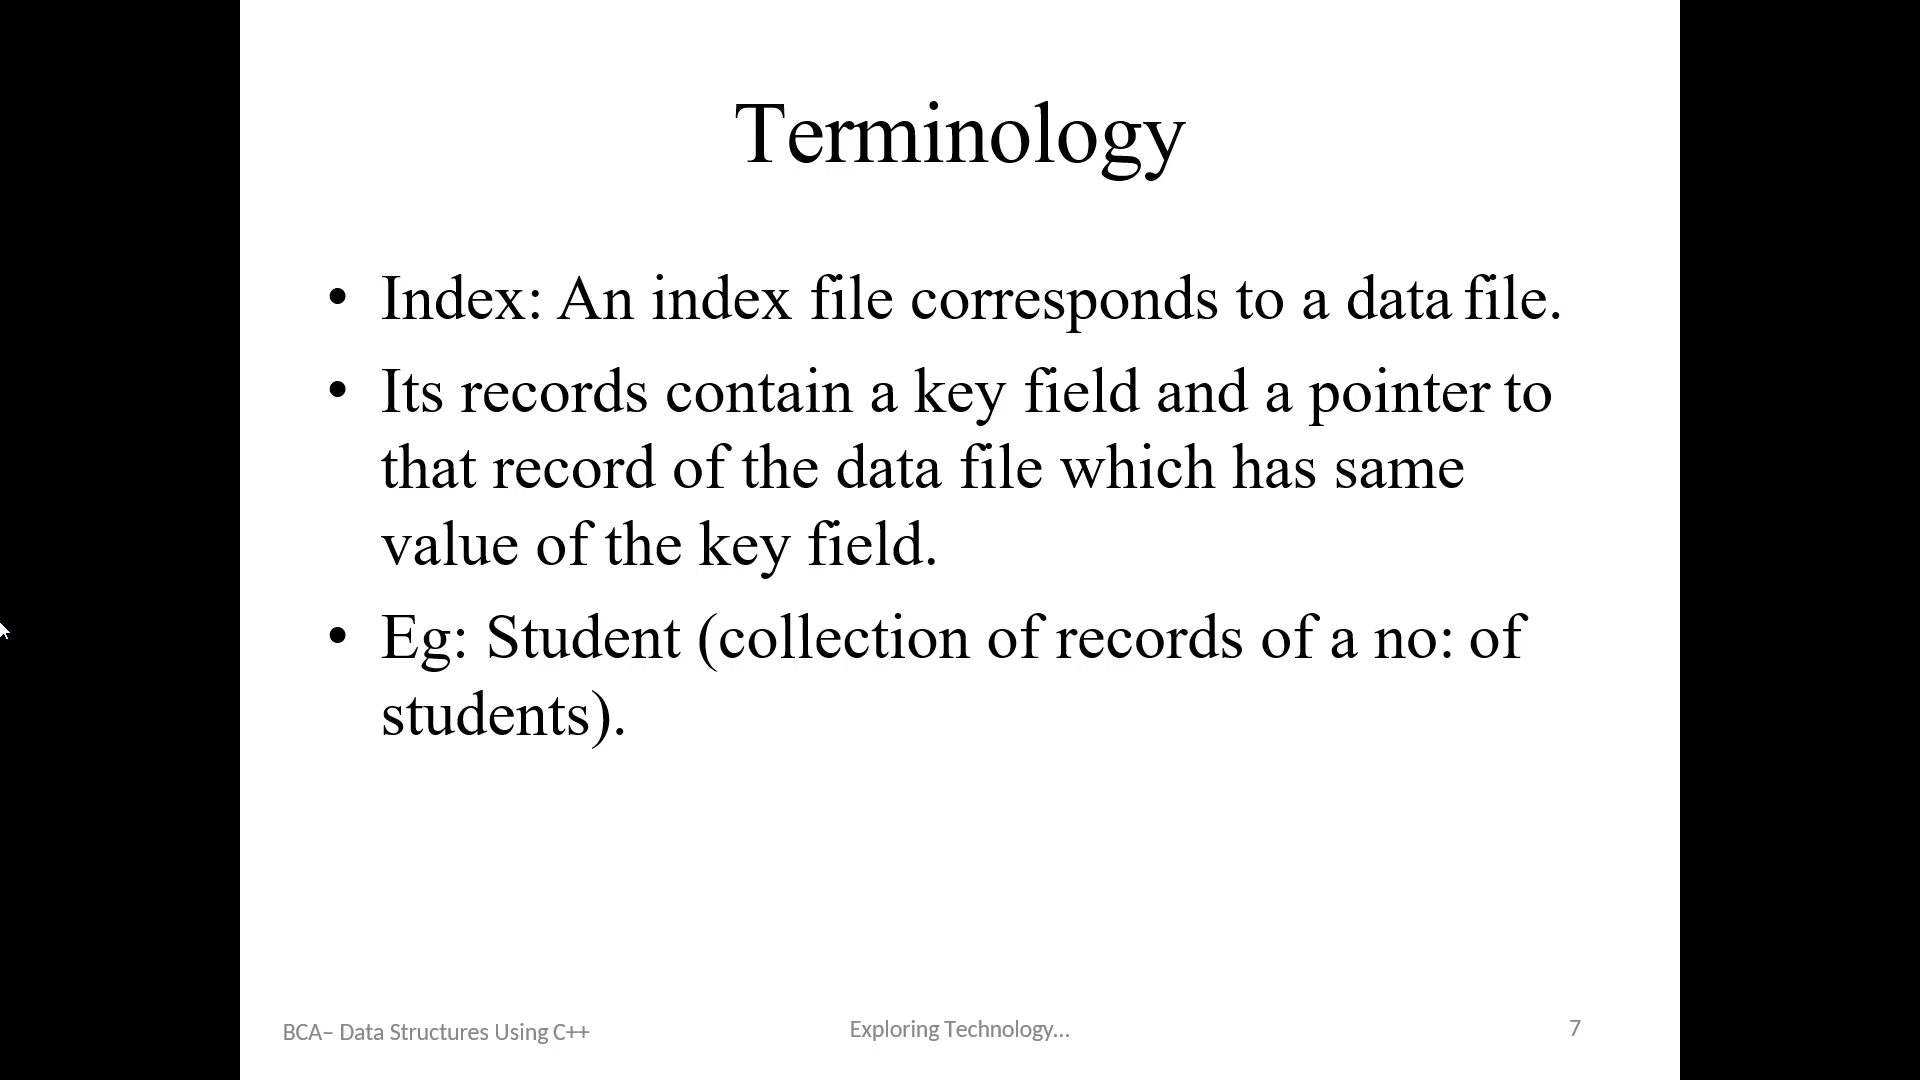 Terminology
• Index: An index file corresponds to a data file.
• Its records contain a key field and a pointer to
that record of the data file which has same
value of the key field.
• Eg: Student (collection of records of a no: of
students).
BCA– Data Structures Using C++
Exploring Technology...
7